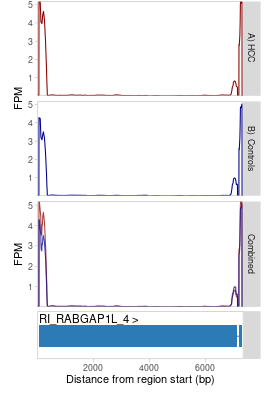 5
4
3
2
1
A) HCC
FPM
5
4
3
2
1
B) Controls
5
4
3
2
1
Combined
FPM
RI_RABGAP1L_4 >
2000 4000 6000
Distance from region start (bp)